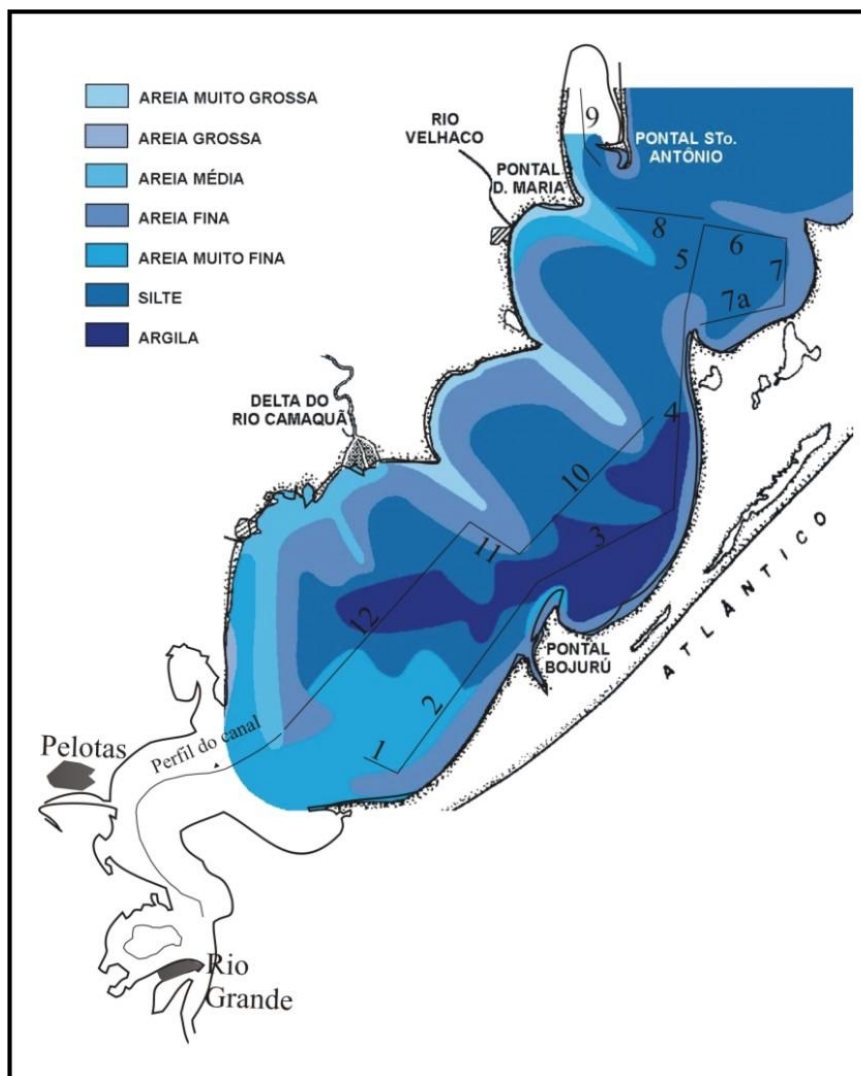 AREIA MUITO GROSSA
AREIA GROSSA
AREIA MÉDIA
AREIA FINA
AREIA MUITO FINA
SILTE
ARGILA
RIO
VELHACO
PONTAL
D. MARIA
9
PONTAL STo.
ANTÔNIO
8
5
6
7
7a
DELTA DO
RIO CAMAQUÃ
4
10
11
3
12
PONTAL
BOJURÚ
ATLÂNTICO
2
1
Perfil do canal
Pelotas
Rio
Grande